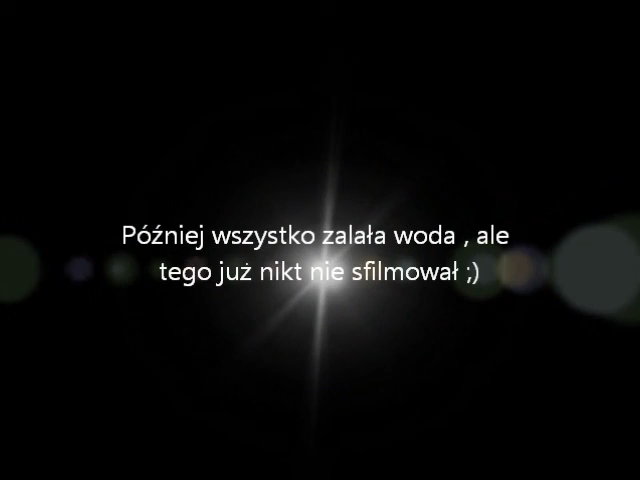 Później wszystko zalała woda , ale
tego już nikt nie sfilmował ;)